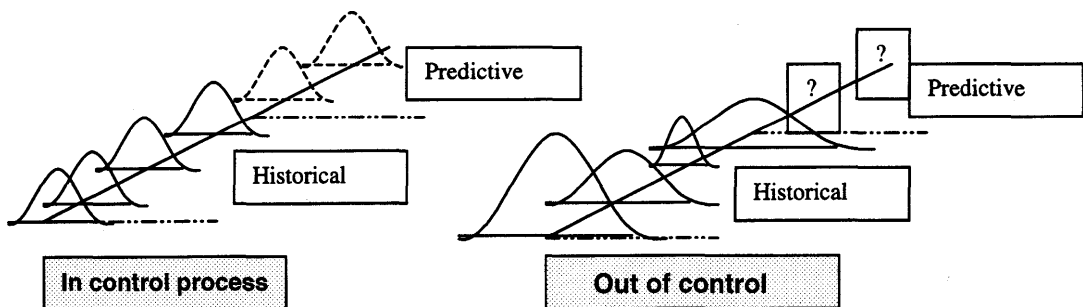 Predictive
Historical
In control process
?
?
Predictive
Historical
Out of control